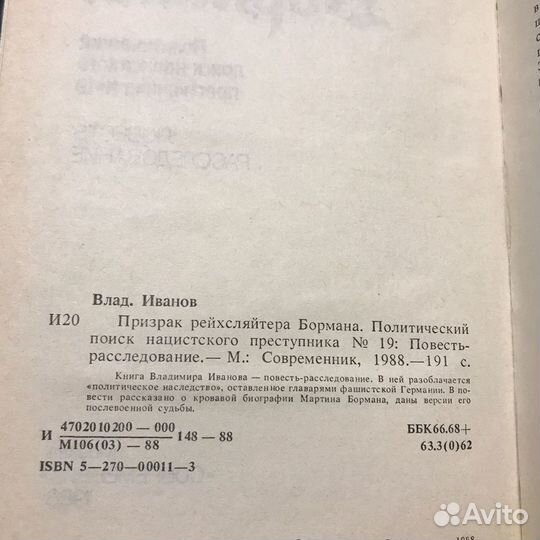 Влад. Иванов
И20 Призрак рейхсляйтера Бормана. Политический
поиск нацистского преступника № 19: Повесть-
расследование.— М.: Современник, 1988.—191 с.
Книга Владимира Иванова — повесть-расследование. В ней разоблачается
«политическое наследство», оставленное главарями фашистской Германии. В по-
вести рассказано о кровавой биографии Мартина Бормана, даны версии его
послевоенной судьбы.
И 4702010200—000 148—88 ББК66.68+
М106(03)—88 63.3(0)62
ISBN 5—270—00011—3
Avito